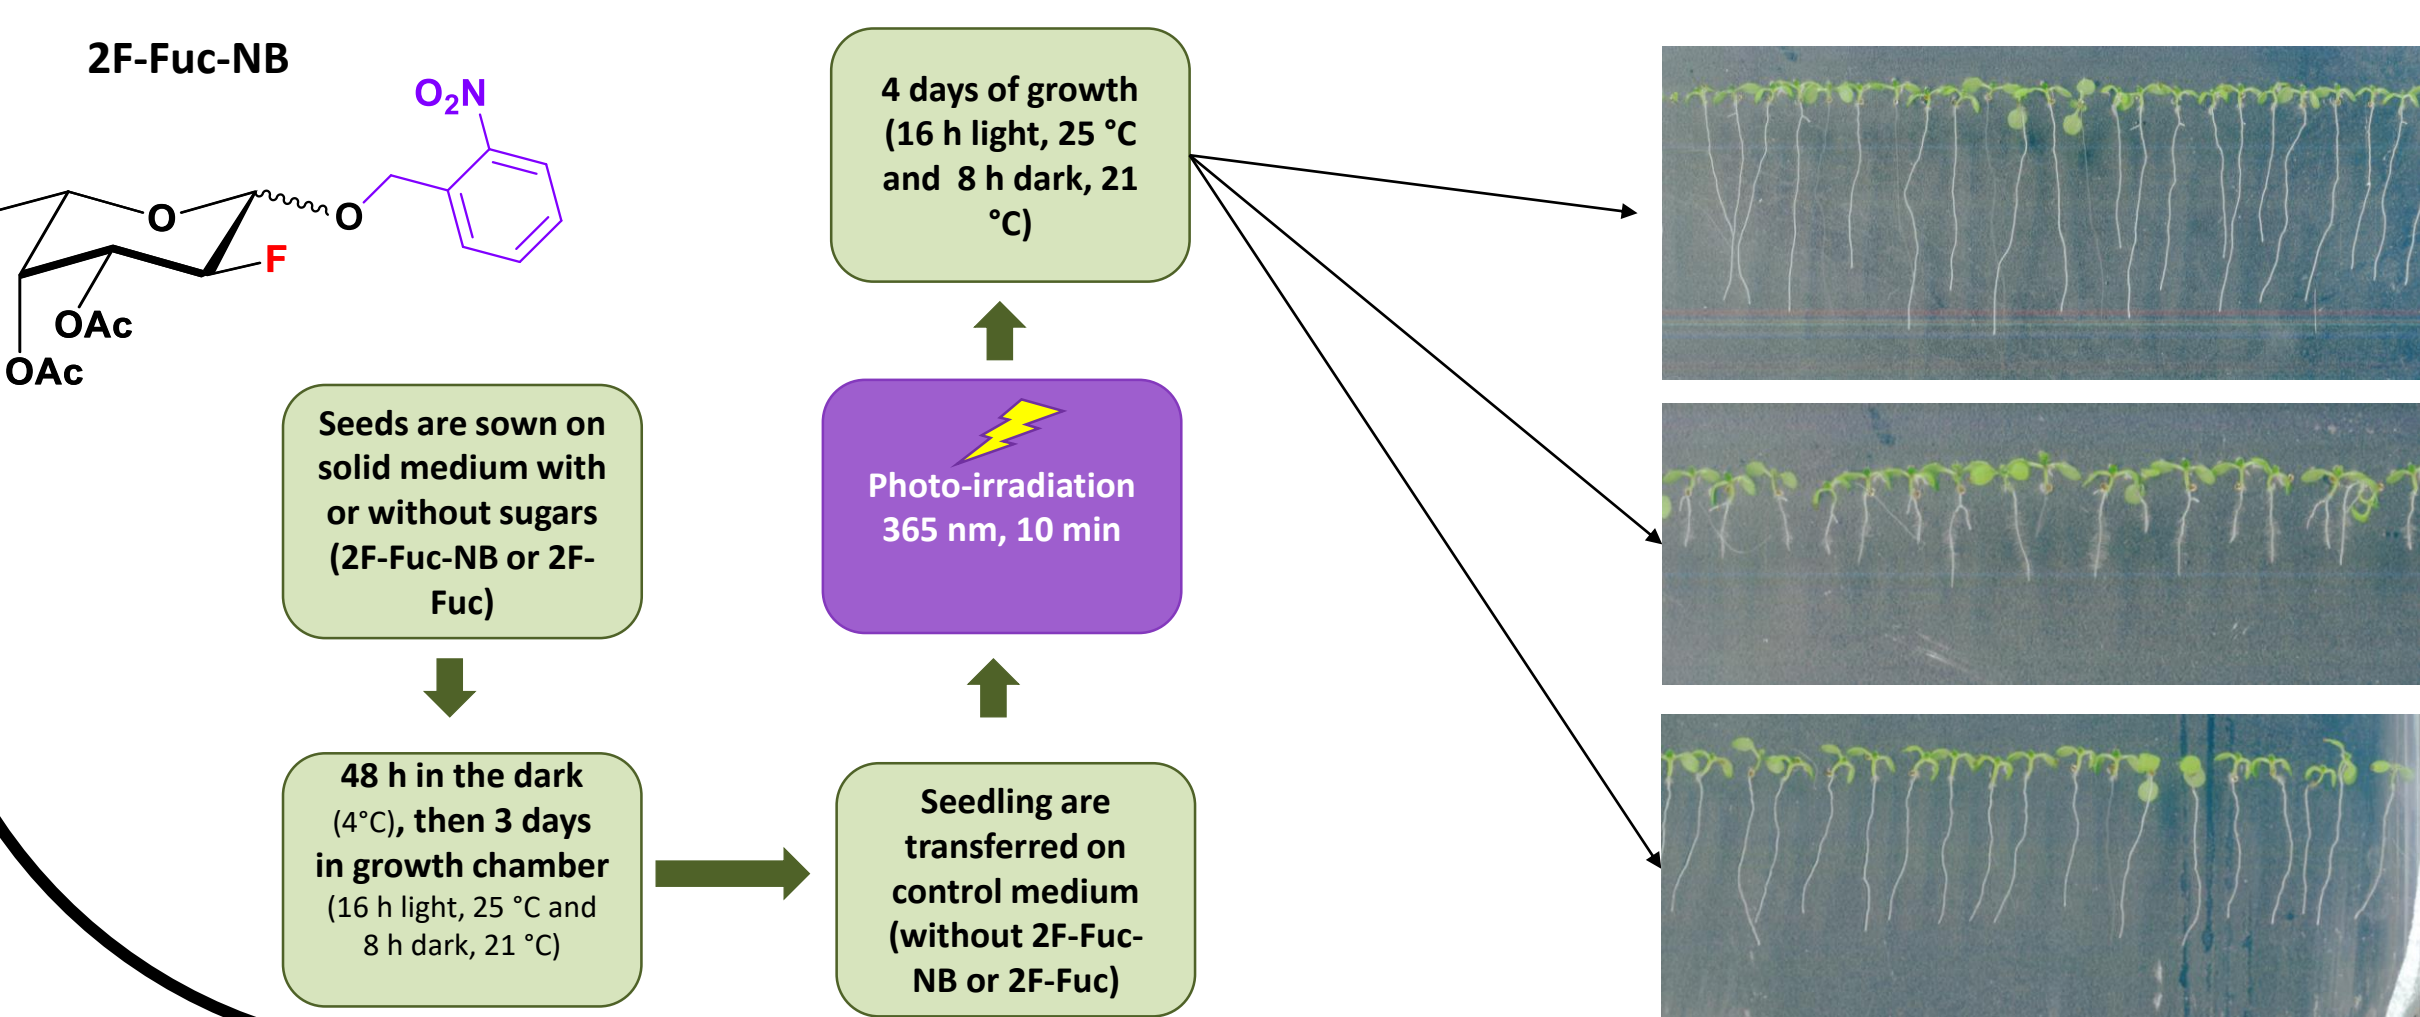 2F-Fuc-NB
O₂N
O
O
F
OAc
OAc
Seeds are sown on
solid medium with
or without sugars
(2F-Fuc-NB or 2F-
Fuc)
48 h in the dark
(4°C), then 3 days
in growth chamber
(16 h light, 25 °C and
8 h dark, 21 °C)
Seedling are
transferred on
control medium
(without 2F-Fuc-
NB or 2F-Fuc)
Photo-irradiation
365 nm, 10 min
4 days of growth
(16 h light, 25 °C
and 8 h dark, 21
°C)